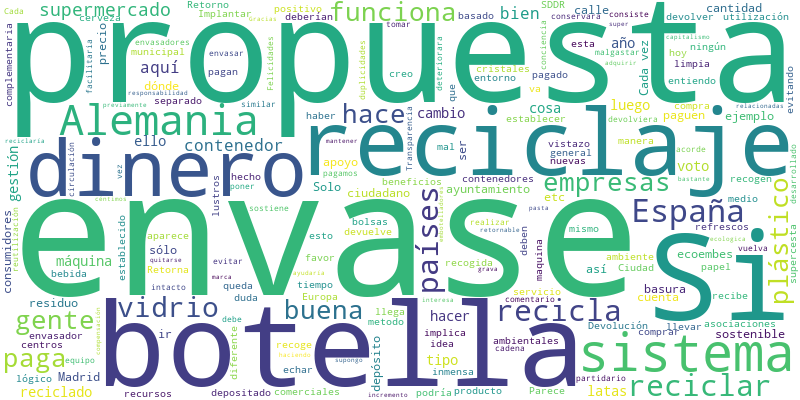 propuesta
envase
botella
reciclaje
Si
dinero
sistema
Alemania
España
gente
paga
vidrio
buena
recicla
reciclar
empresas
plástico
países
hace
funciona
supermercado
bien
aquí
dónde
contenedor
ello
gestión
máquina
consumidores
residuo
reciclado
Madrid
recursos
depósito
tipo
hacer
latas
basura
sostenible
ecoembes
voto
luego
cosa
cambio
ayuntamiento
ciudadano
apoyo
Solo
sólo
año
calle
cantidad
Cada vez
entiendo
ejemplo
paguen
compra
manera
establecer
vistazo
general
nuevas
contenedores
beneficios
realizar
mismo
medio
refrescos
ambiente
Ciudad
papel
recibe
cuenta
servicio
comentario
implica
idea
ambientales
cadena
producto
podría
inmensa
llega
metodo
recogida
favor
tiempo
Europa
duda
queda
evitar
esto
bolsas
devuelve
establecido
bebida
aparece
Retorna
intacto
marca
quitarse
envasador
centros
equipo
lógico
ir
debe
diferente
recoge
haciendo
supongo
echar
depositado
comerciales
incremento
interesa
grava
pasta
retornable
ecologica
vuelva
asociaciones
Devolución
comprar
llevar
Parece
partidario
deben
maquina
así
etc
ser
mal
que
Transparencia
haber
creo
tomar
pagado
va
entorno
cristales
basado
deberían
positivo
SDDR
devolver
utilización
conservará
consiste
super
conciencia
capitalismo
malgastar
adquirir
esta
hoy
ningún
limpia
evitando
precio
municipal
pagan
envasar
envasadores
Implantar
Retorno
Gracias
Felicidades
duplicidades
deteriorara
cerveza
Cada
complementaria
facilitaria
responsabilidad
previamente
separado
similar
devolviera
relacionadas
acorde
bastante
recogen
desarrollado
supercesta
reciclaría
mantener
circulación
vez
céntimos
reutilización
pagamos
hecho
poner
lustros
sostiene
ayudaría
compensación